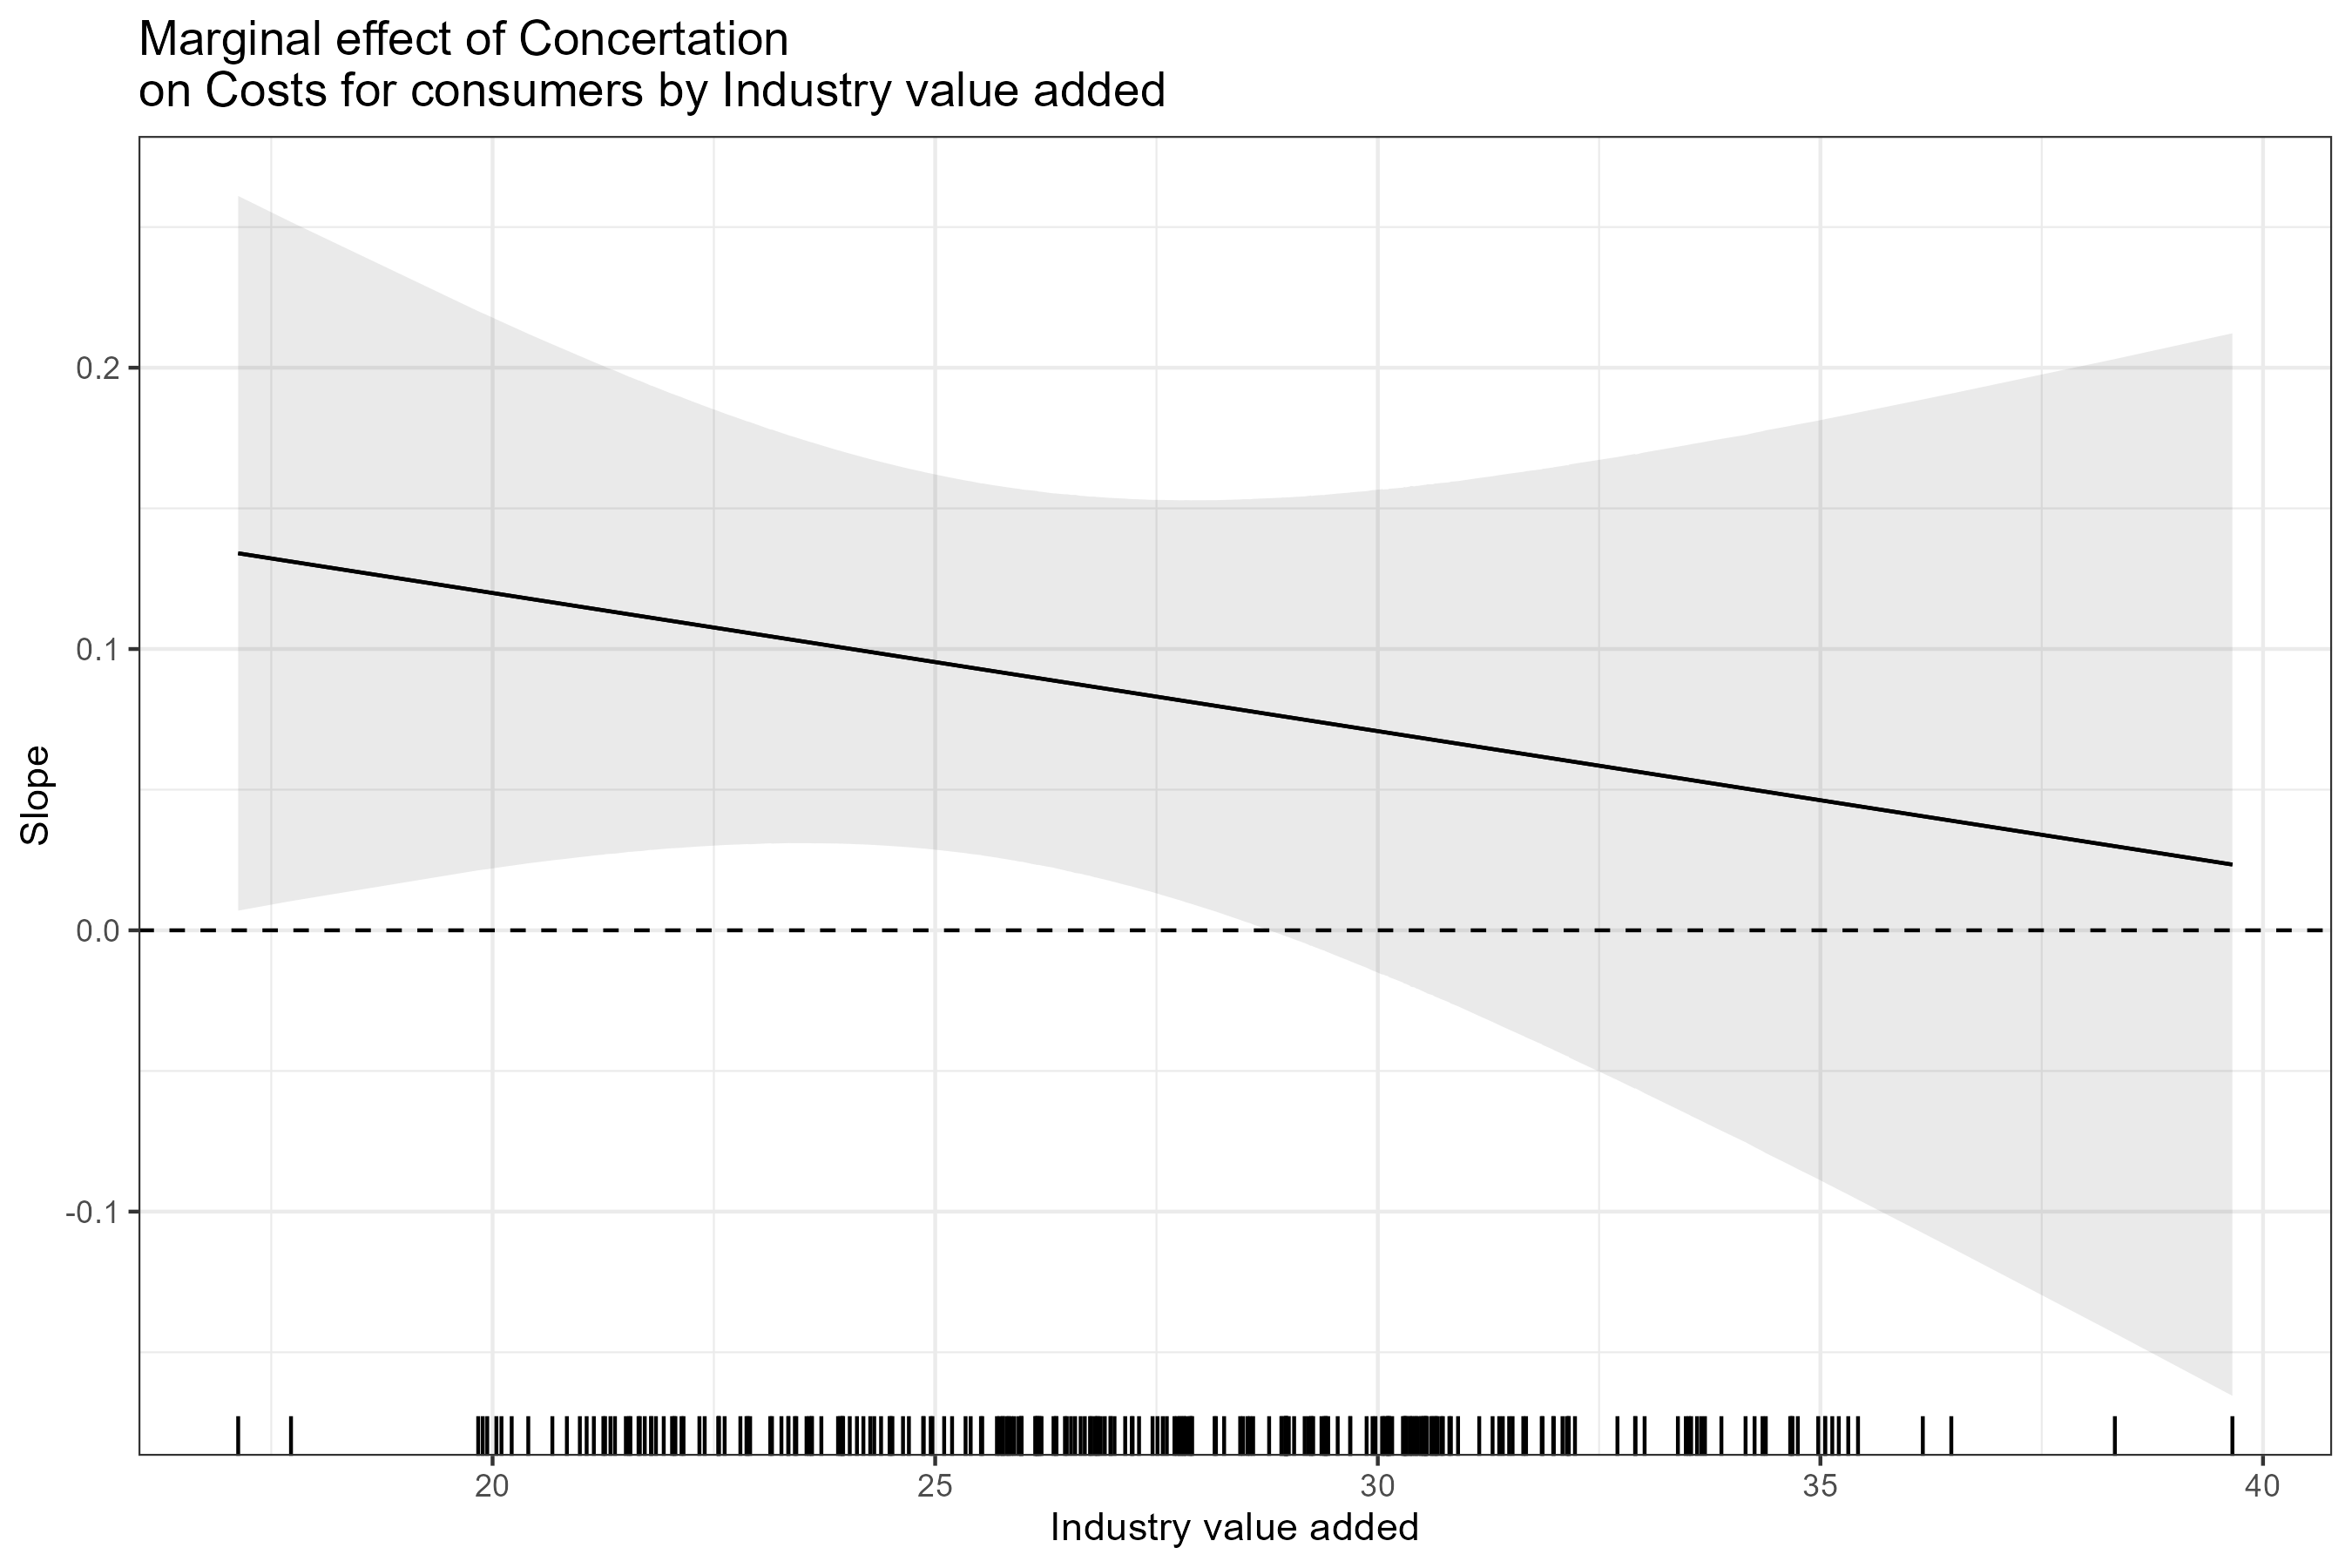 Marginal effect of Concertation
on Costs for consumers by Industry value added
Slope
0.2
0.1
0.0
-0.1
20
25
30
35
40
Industry value added